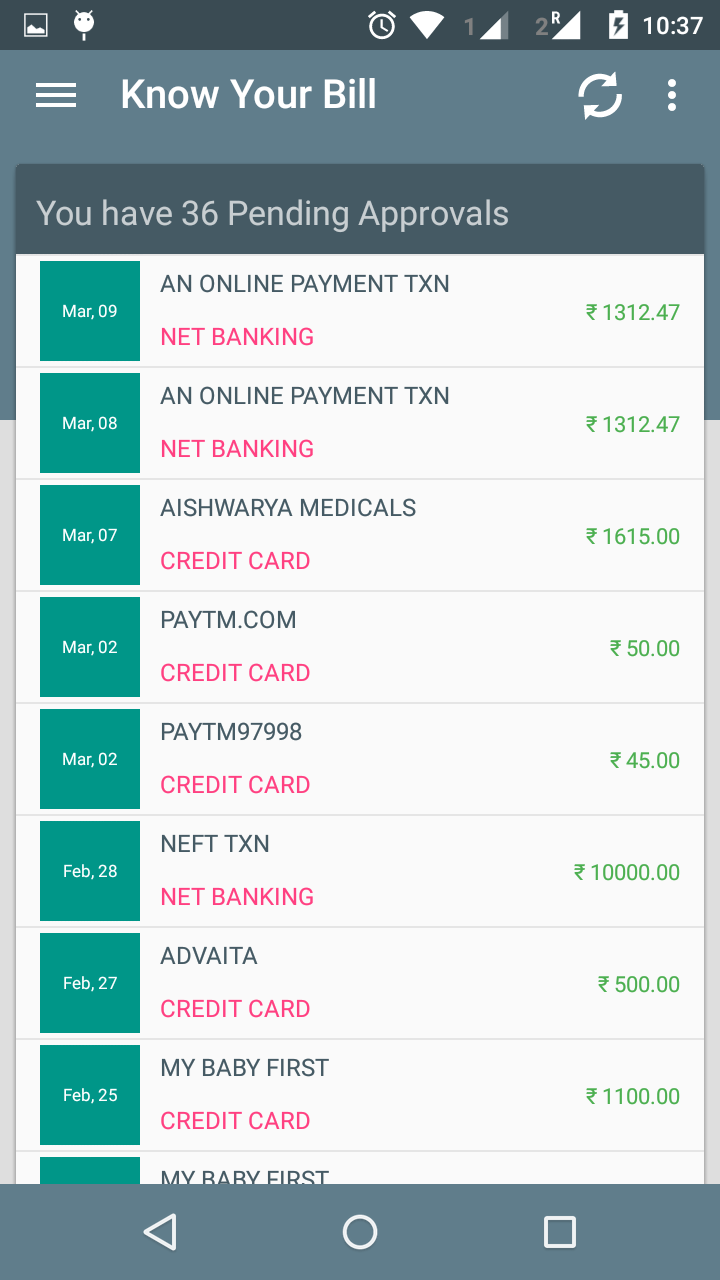 1 2 R 10:37
Know Your Bill
You have 36 Pending Approvals
Mar, 09
AN ONLINE PAYMENT TXN
NET BANKING
₹ 1312.47
Mar, 08
AN ONLINE PAYMENT TXN
NET BANKING
₹ 1312.47
Mar, 07
AISHWARYA MEDICALS
CREDIT CARD
₹ 1615.00
Mar, 02
PAYTM.COM
CREDIT CARD
₹ 50.00
Mar, 02
PAYTM97998
CREDIT CARD
₹ 45.00
Feb, 28
NEFT TXN
NET BANKING
₹ 10000.00
Feb, 27
ADVAITA
CREDIT CARD
₹ 500.00
Feb, 25
MY BABY FIRST
CREDIT CARD
₹ 1100.00
MY BABY FIRST